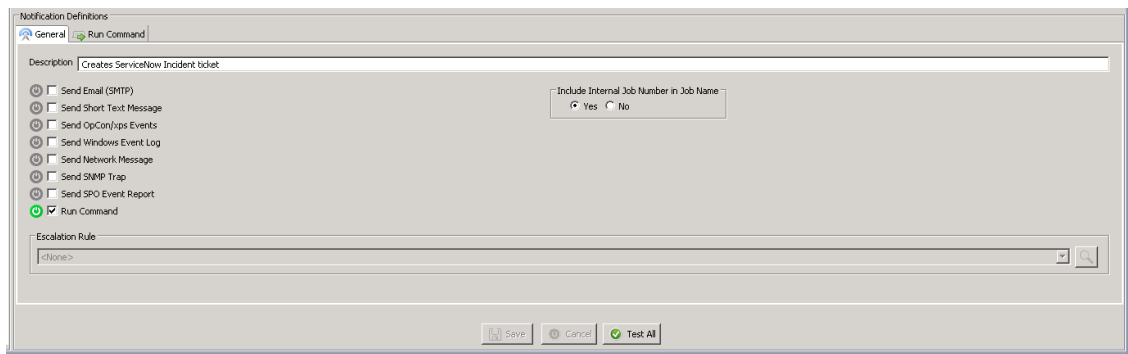 Notification Definitions
General Run Command
Description Creates ServiceNow Incident ticket
Send Email (SMTP)
Send Short Text Message
Send OpCon/xps Events
Send Windows Event Log
Send Network Message
Send SNMP Trap
Send SPO Event Report
Run Command
Include Internal Job Number in Job Name
Yes No
Escalation Rule
<None>
Save Cancel Test All